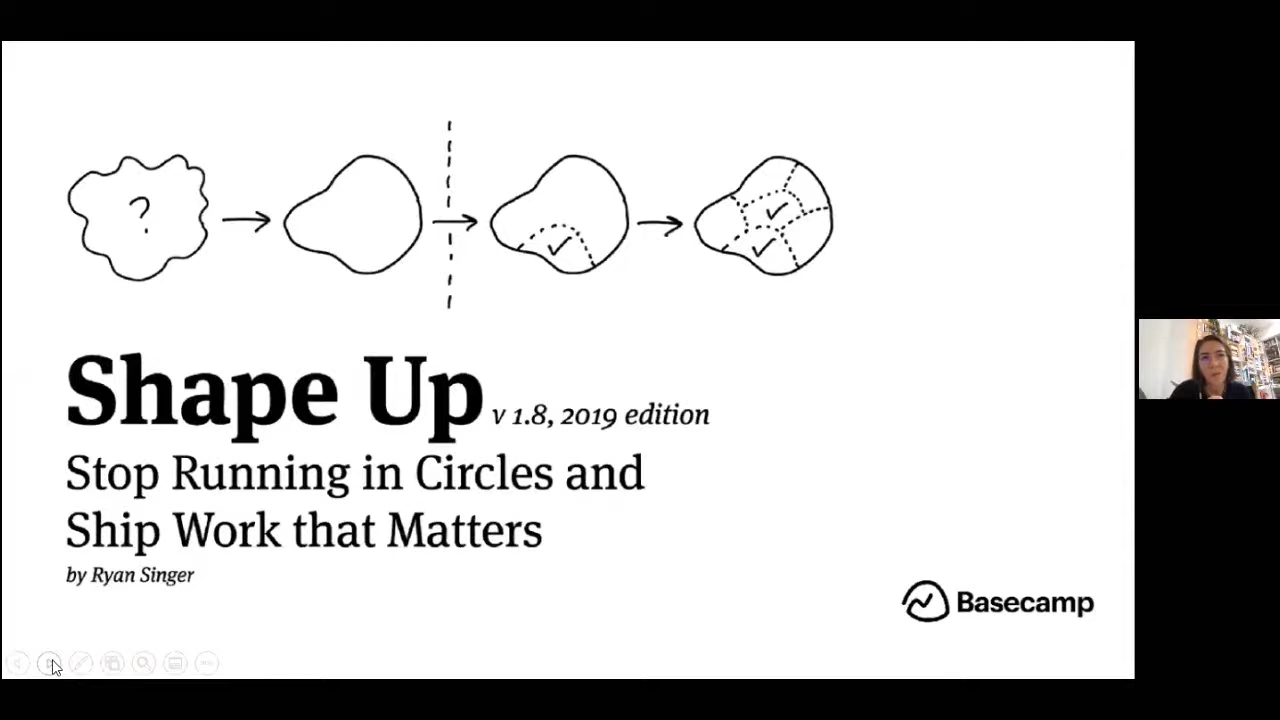 ?
Shape Up v 1.8, 2019 edition
Stop Running in Circles and
Ship Work that Matters
by Ryan Singer
Basecamp